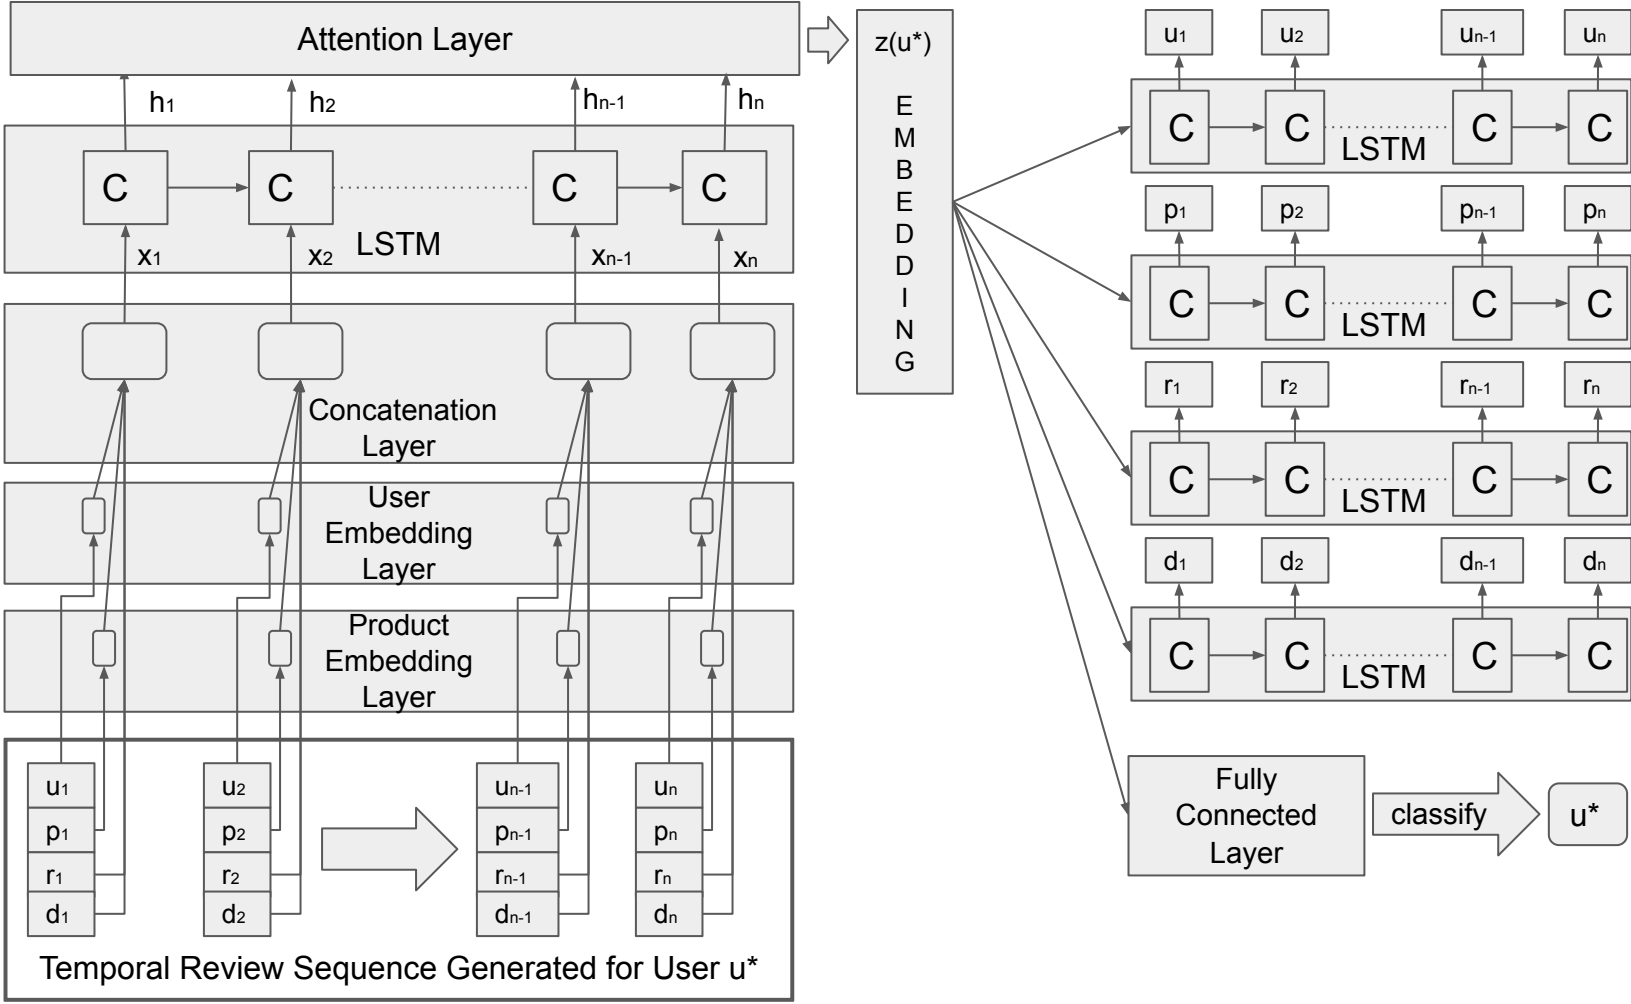 Attention Layer
h1
h2
hn-1
hn
C
C
C
C
LSTM
x1
x2
xn-1
xn
Concatenation
Layer
User
Embedding
Layer
Product
Embedding
Layer
u1
u2
un-1
un
p1
p2
pn-1
pn
r1
r2
rn-1
rn
d1
d2
dn-1
dn
Temporal Review Sequence Generated for User u*
z(u*)
E
M
B
E
D
D
I
N
G
u1
u2
un-1
un
C
C
C
C
LSTM
p1
p2
pn-1
pn
C
C
C
C
LSTM
r1
r2
rn-1
rn
C
C
C
C
LSTM
d1
d2
dn-1
dn
C
C
C
C
LSTM
Fully
Connected
Layer
classify
u*